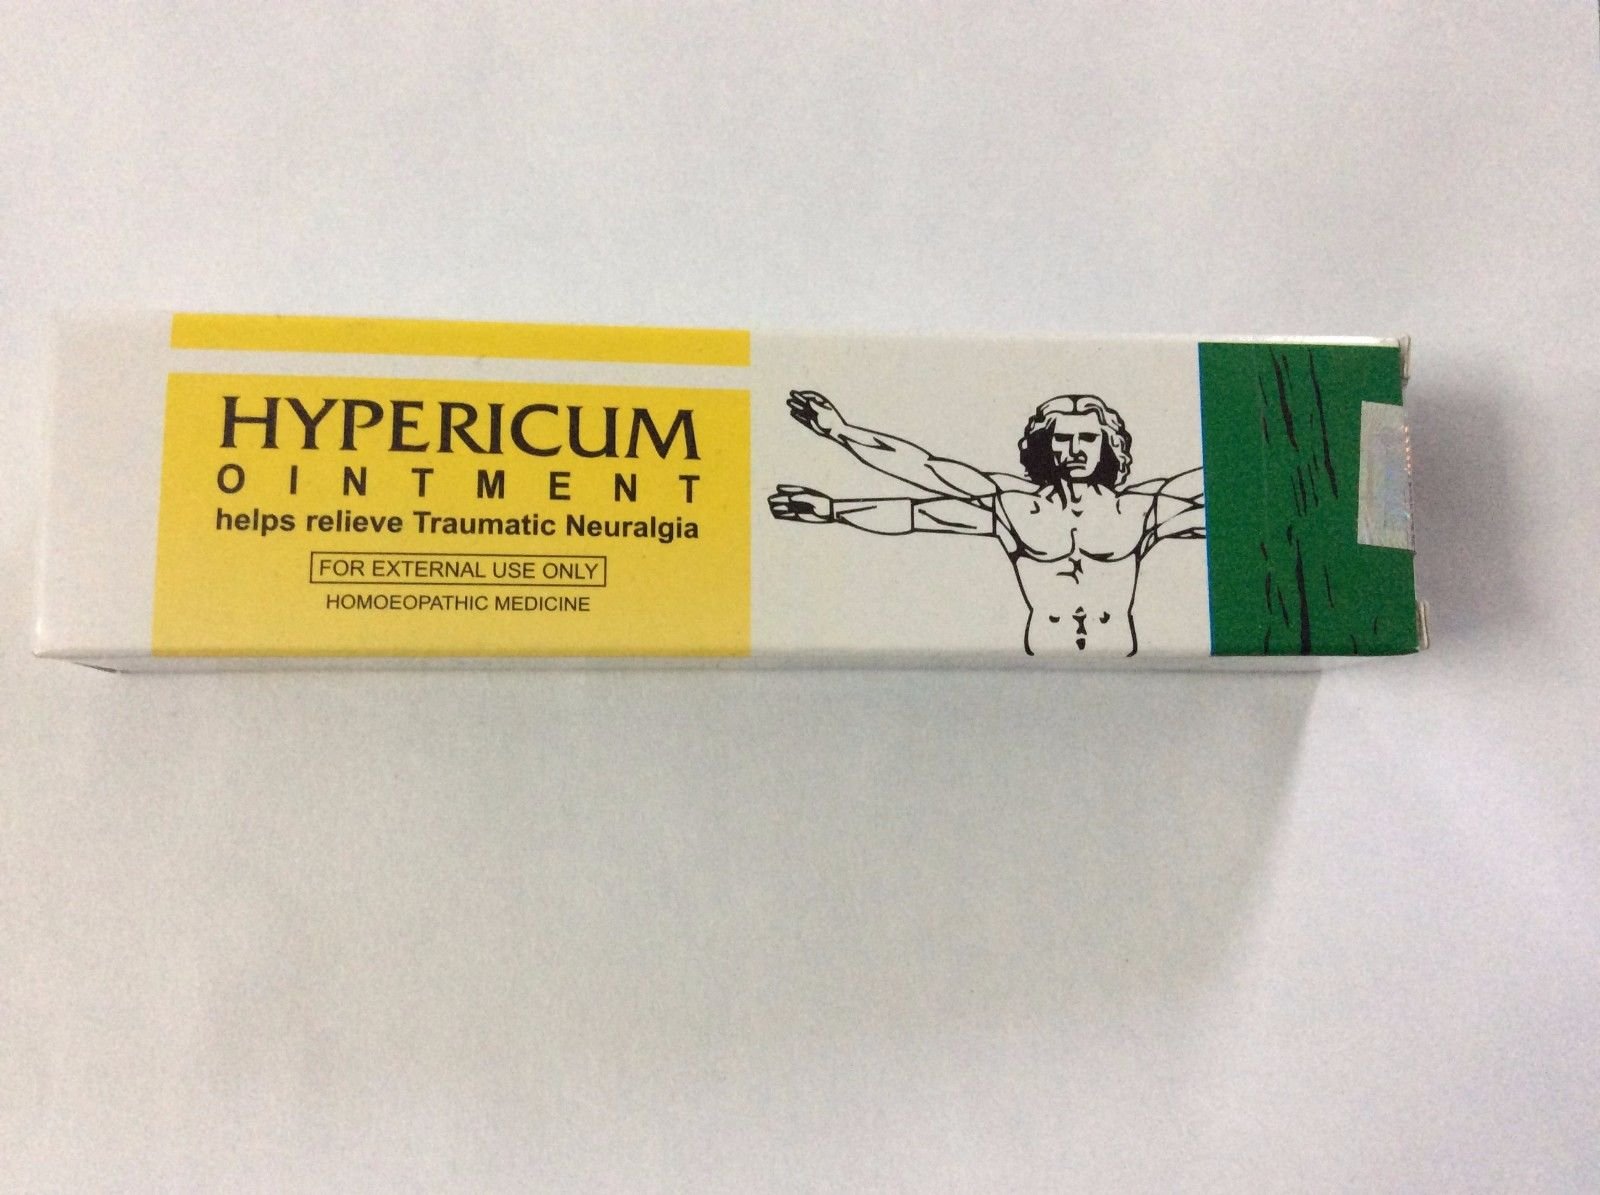 HYPERICUM
OINTMENT
helps relieve Traumatic Neuralgia
FOR EXTERNAL USE ONLY
HOMOEOPATHIC MEDICINE